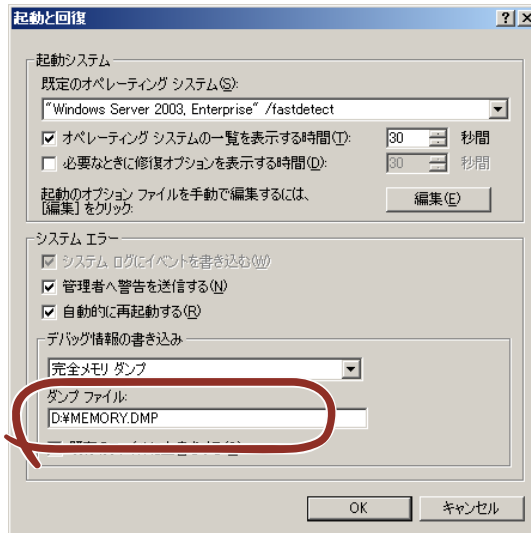 起動と回復
起動システム
既定のオペレーティング システム(S):
"Windows Server 2003, Enterprise" /fastdetect
オペレーティング システムの一覧を表示する時間(T): 30 秒間
必要なときに修復オプションを表示する時間(D): 30 秒間
起動のオプション ファイルを手動で編集するには、
[編集] をクリック:
編集(E)
システム エラー
システム ログにイベントを書き込む(W)
管理者へ警告を送信する(N)
自動的に再起動する(R)
デバッグ情報の書き込み
完全メモリ ダンプ
ダンプ ファイル:
D:¥MEMORY.DMP
OK キャンセル